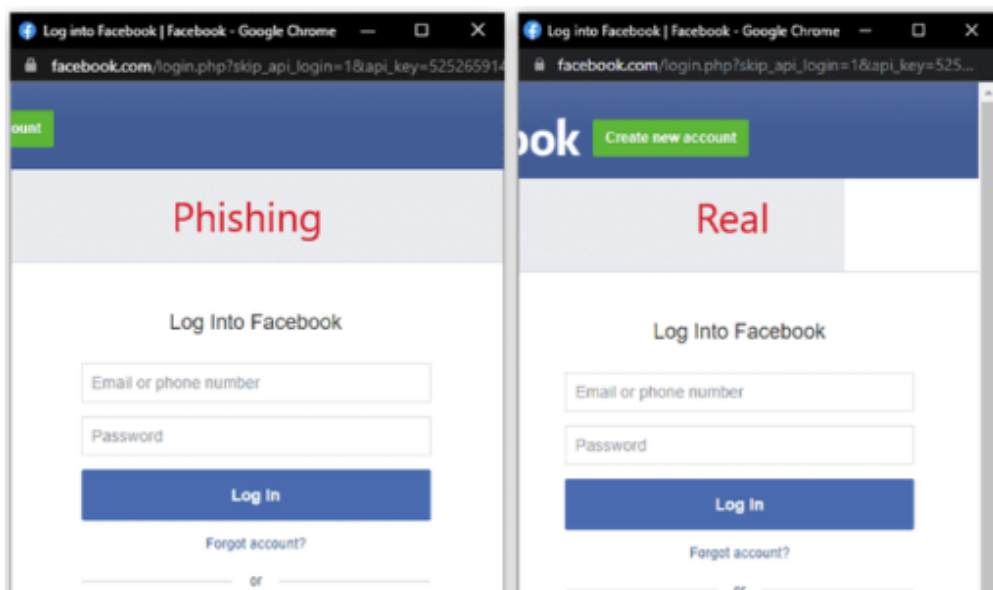 Log into Facebook | Facebook - Google Chrome
facebook.com/login.php?skip_api_login=1&api_key=525265914
ount
Phishing
Log Into Facebook
Email or phone number
Password
Log In
Forgot account?
or
Log into Facebook | Facebook - Google Chrome
facebook.com/login.php?skip_api_login=1&api_key=525...
ook
Create new account
Real
Log Into Facebook
Email or phone number
Password
Log In
Forgot account?
or